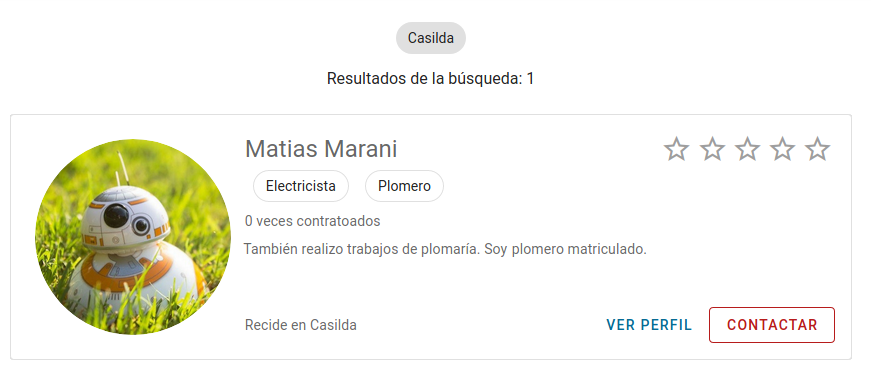 Casilda
Resultados de la búsqueda: 1
Matias Marani
Electricista Plomero
0 veces contratoados
También realizo trabajos de plomaría. Soy plomero matriculado.
Recide en Casilda VER PERFIL CONTACTAR